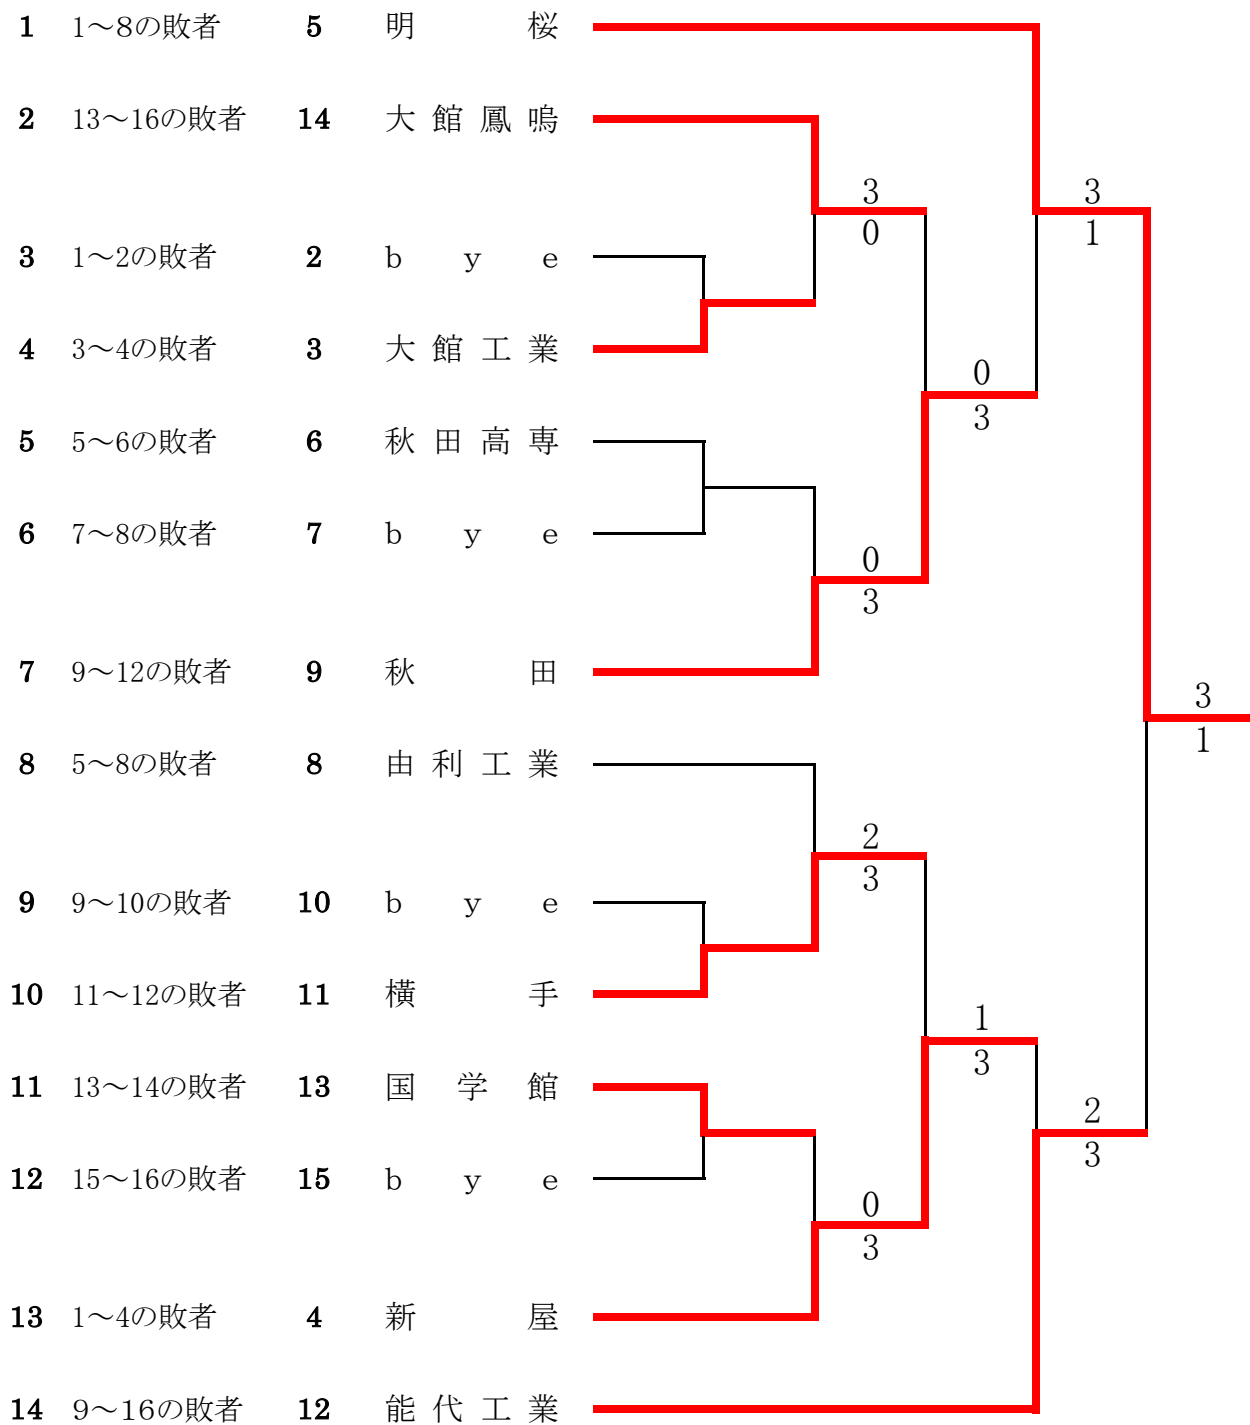 1 1～8の敗者 5 明桜
2 13～16の敗者 14 大館鳳鳴
3 0
3 1
3 1～2の敗者 2 bye
4 3～4の敗者 3 大館工業
0 3
5 5～6の敗者 6 秋田高専
6 7～8の敗者 7 bye
0 3
7 9～12の敗者 9 秋田
3 1
8 5～8の敗者 8 由利工業
2 3
9 9～10の敗者 10 bye
10 11～12の敗者 11 横手
1 3
11 13～14の敗者 13 国学館
2 3
12 15～16の敗者 15 bye
0 3
13 1～4の敗者 4 新屋
14 9～16の敗者 12 能代工業